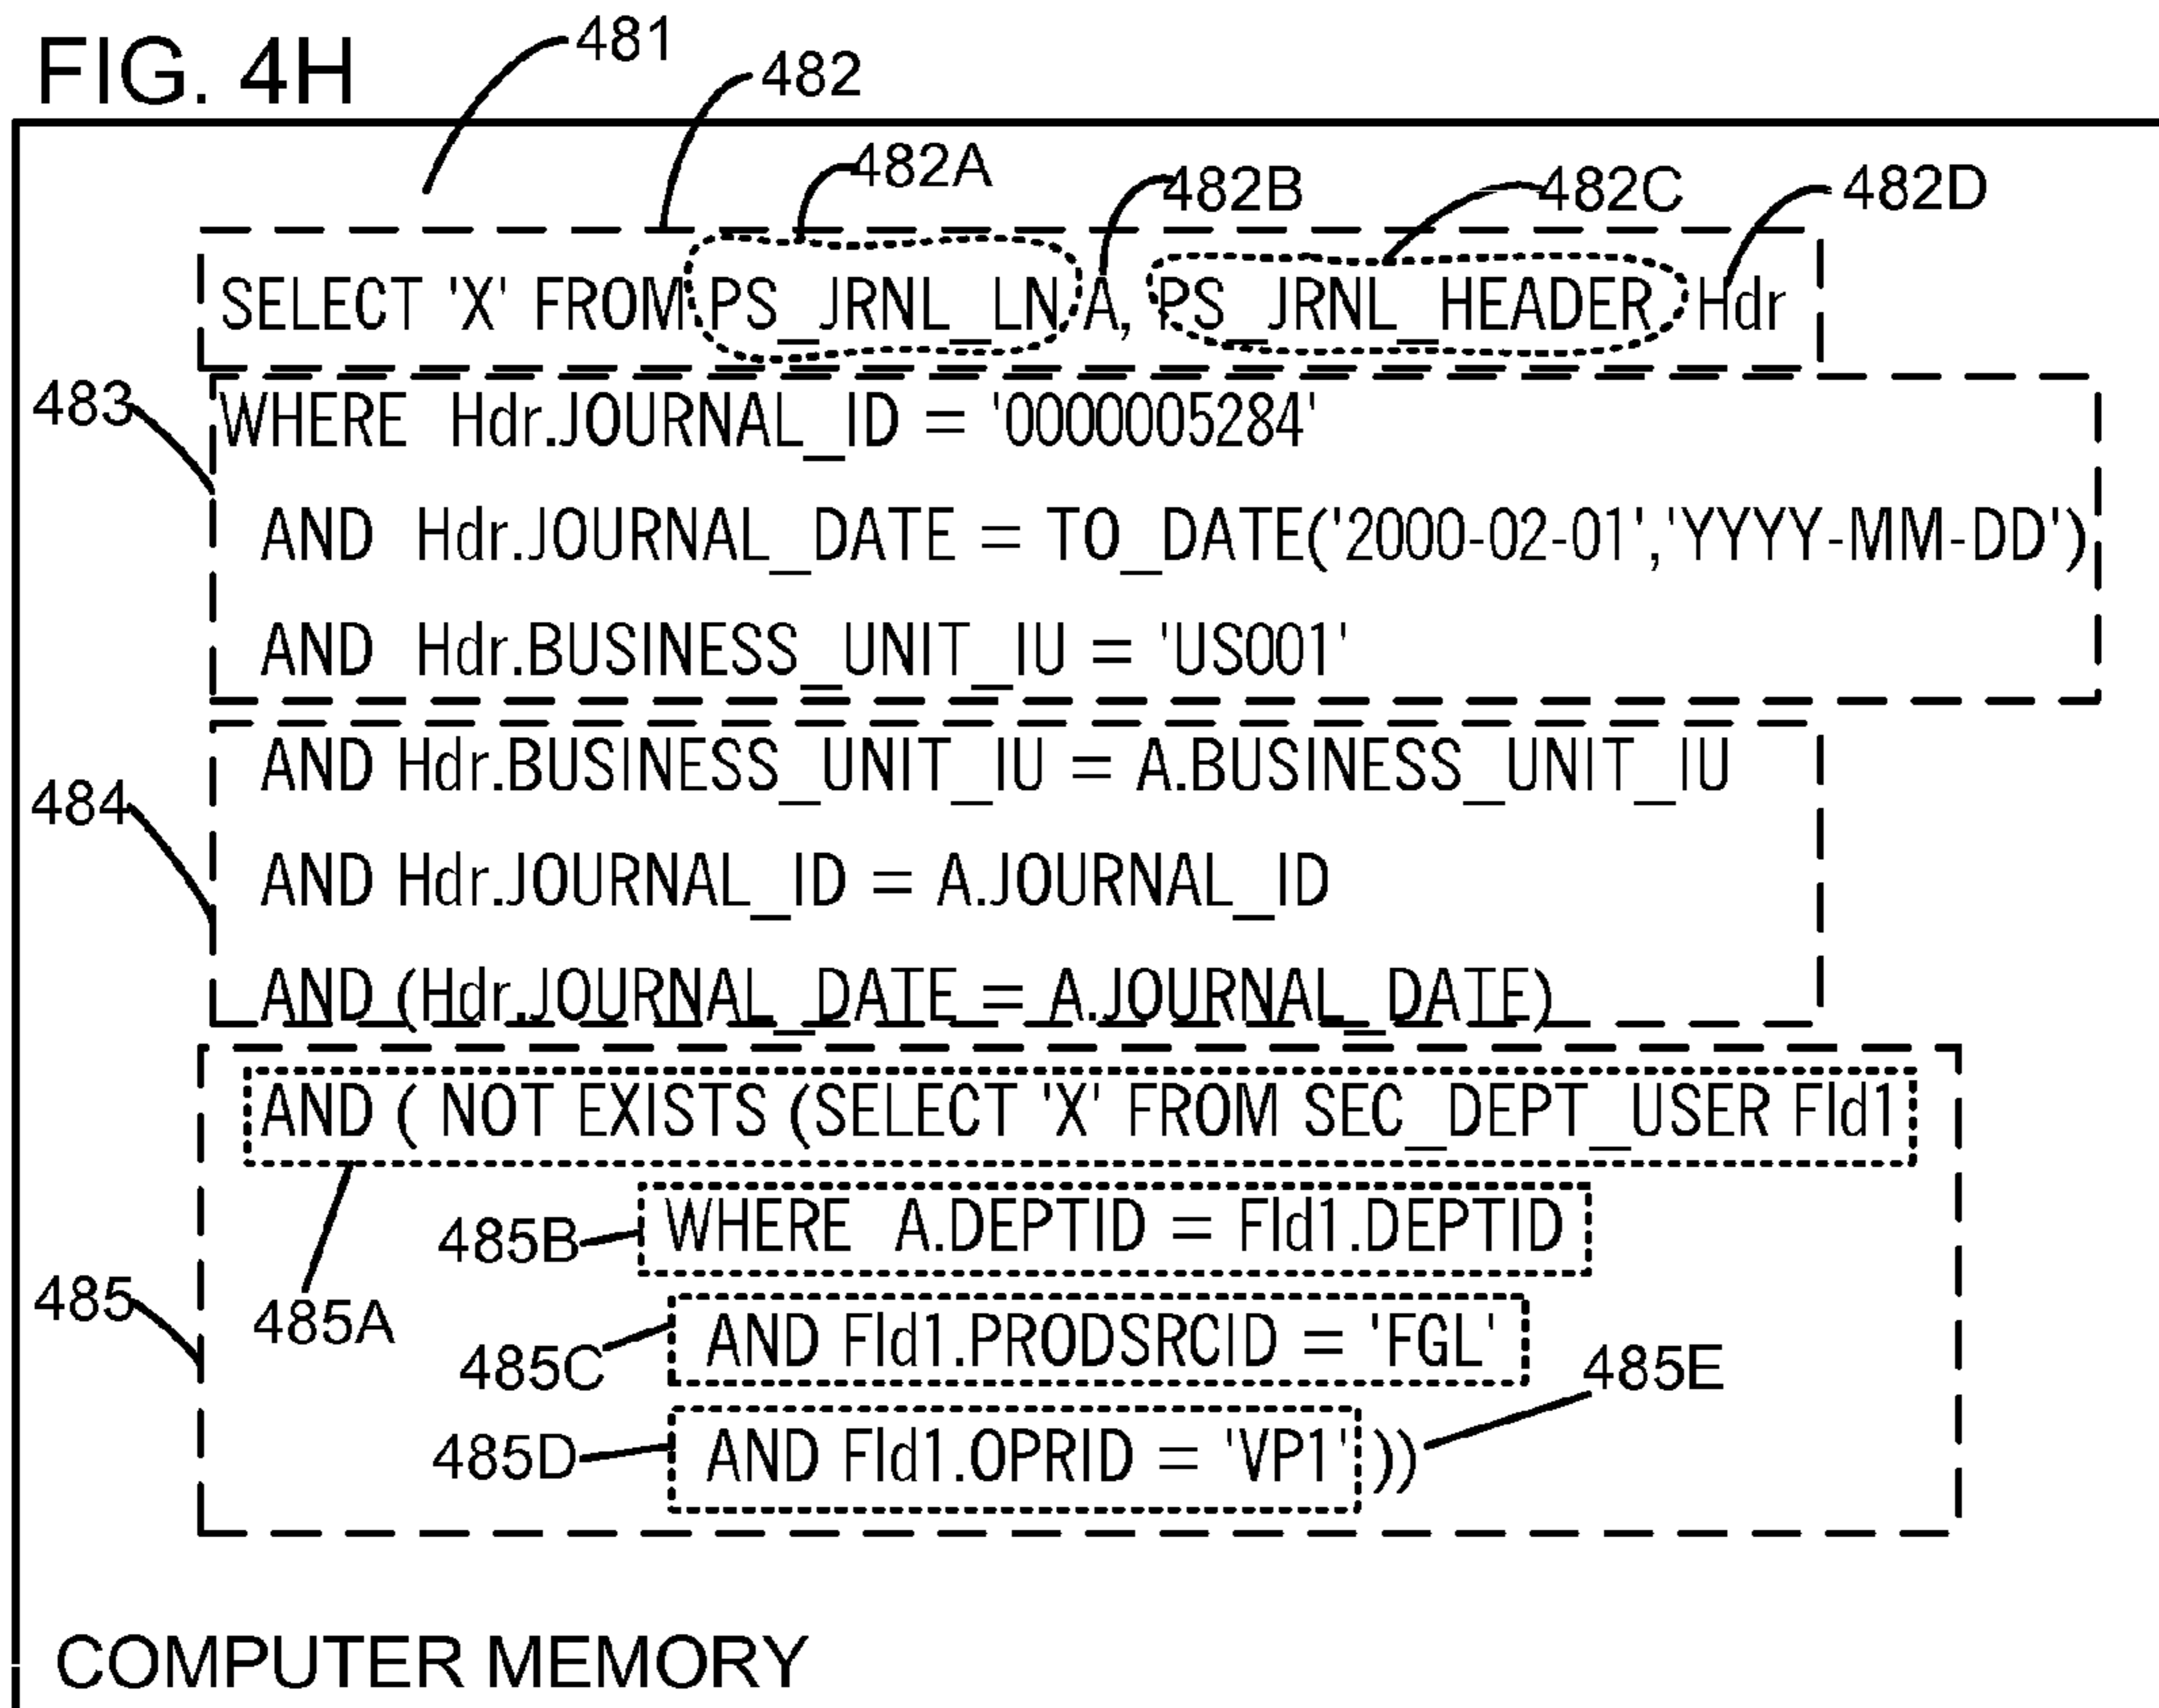 FIG. 4H
481
482
482A
482B
482C
482D
SELECT 'X' FROM PS_JRNL_LN A, PS_JRNL_HEADER Hdr
483
WHERE Hdr.JOURNAL_ID = '0000005284'
AND Hdr.JOURNAL_DATE = TO_DATE('2000-02-01','YYYY-MM-DD')
AND Hdr.BUSINESS_UNIT_IU = 'US001'
484
AND Hdr.BUSINESS_UNIT_IU = A.BUSINESS_UNIT_IU
AND Hdr.JOURNAL_ID = A.JOURNAL_ID
AND (Hdr.JOURNAL_DATE = A.JOURNAL_DATE)
AND ( NOT EXISTS (SELECT 'X' FROM SEC_DEPT_USER Fld1
485B
WHERE A.DEPTID = Fld1.DEPTID
485
485A
485C
AND Fld1.PRODSRCID = 'FGL'
485E
485D
AND Fld1.OPRID = 'VP1' ))
COMPUTER MEMORY